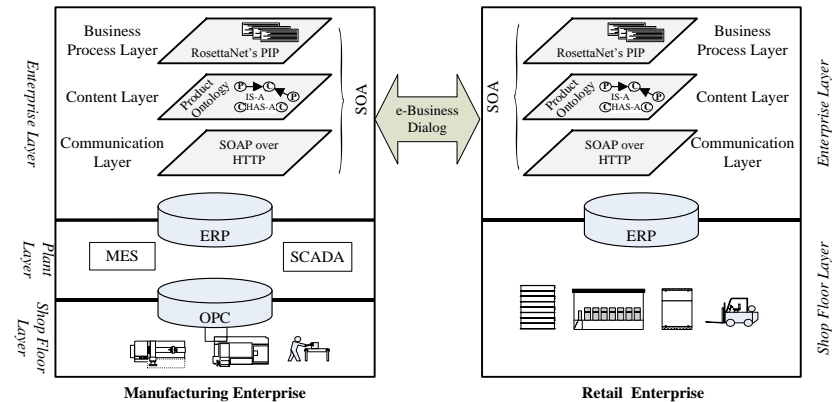 Enterprise Layer
Business
Process Layer
RosettaNet's PIP
Content Layer
Product
Ontology
P
C
IS-A
P
C
HAS-A
C
Communication
Layer
SOAP over
HTTP
SOA
ERP
Plant
Layer
MES
SCADA
Shop Floor
Layer
OPC
Manufacturing Enterprise
e-Business
Dialog
SOA
RosettaNet's PIP
Business
Process Layer
Product
Ontology
P
C
IS-A
P
C
HAS-A
C
Content Layer
SOAP over
HTTP
Communication
Layer
Enterprise Layer
ERP
Shop Floor Layer
Retail Enterprise